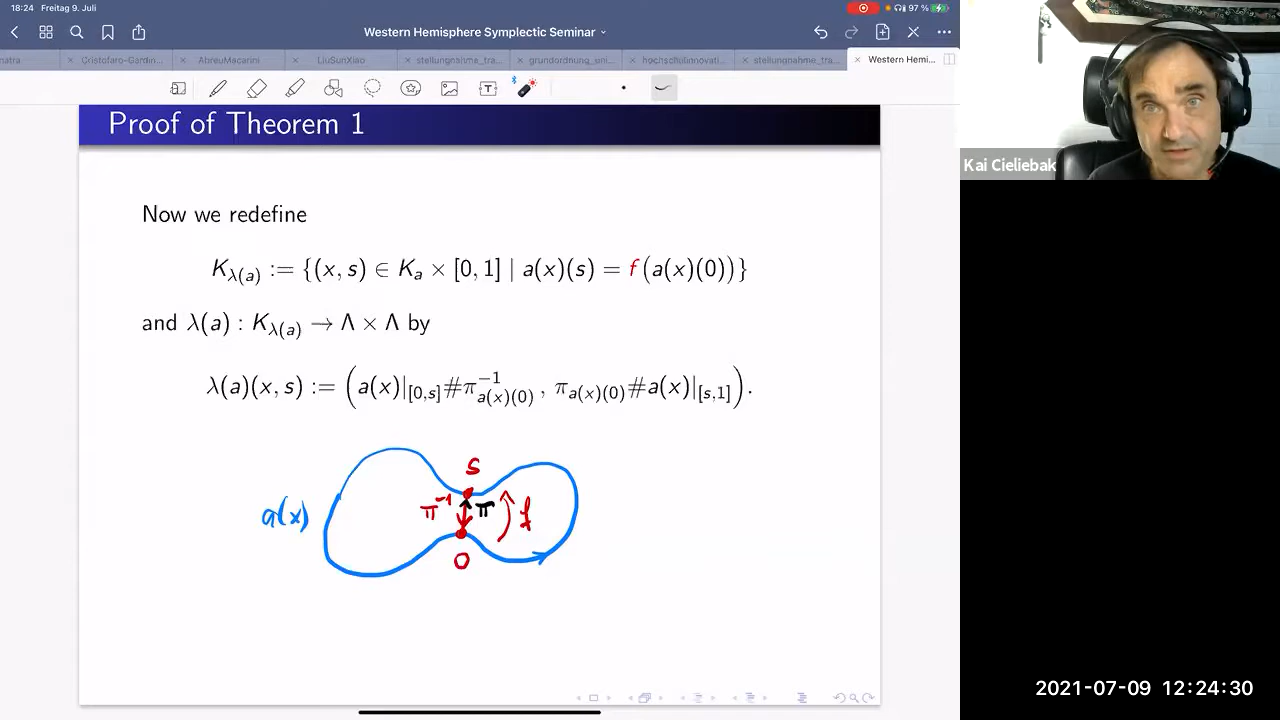 18:24 Freitag 9. Juli
97 %
Western Hemisphere Symplectic Seminar
Cristofaro-Gardin...
AbreuMacarini
LiuSunXiao
stellungnahme_tra...
grundordnung_uni...
hochschulinnovati...
stellungnahme_tra...
Western Hemi...
Proof of Theorem 1
Now we redefine
K_{λ(a)} := {(x, s) ∈ K_a × [0, 1] | a(x)(s) = f(a(x)(0))}
and λ(a) : K_{λ(a)} → Λ × Λ by
λ(a)(x, s) := (a(x)|_{[0,s]}#π^{-1}_{a(x)(0)} , π_{a(x)(0)}#a(x)|_{[s,1]}).
s
a(x) π^{-1} π f
0
Kai Cieliebak
2021-07-09 12:24:30